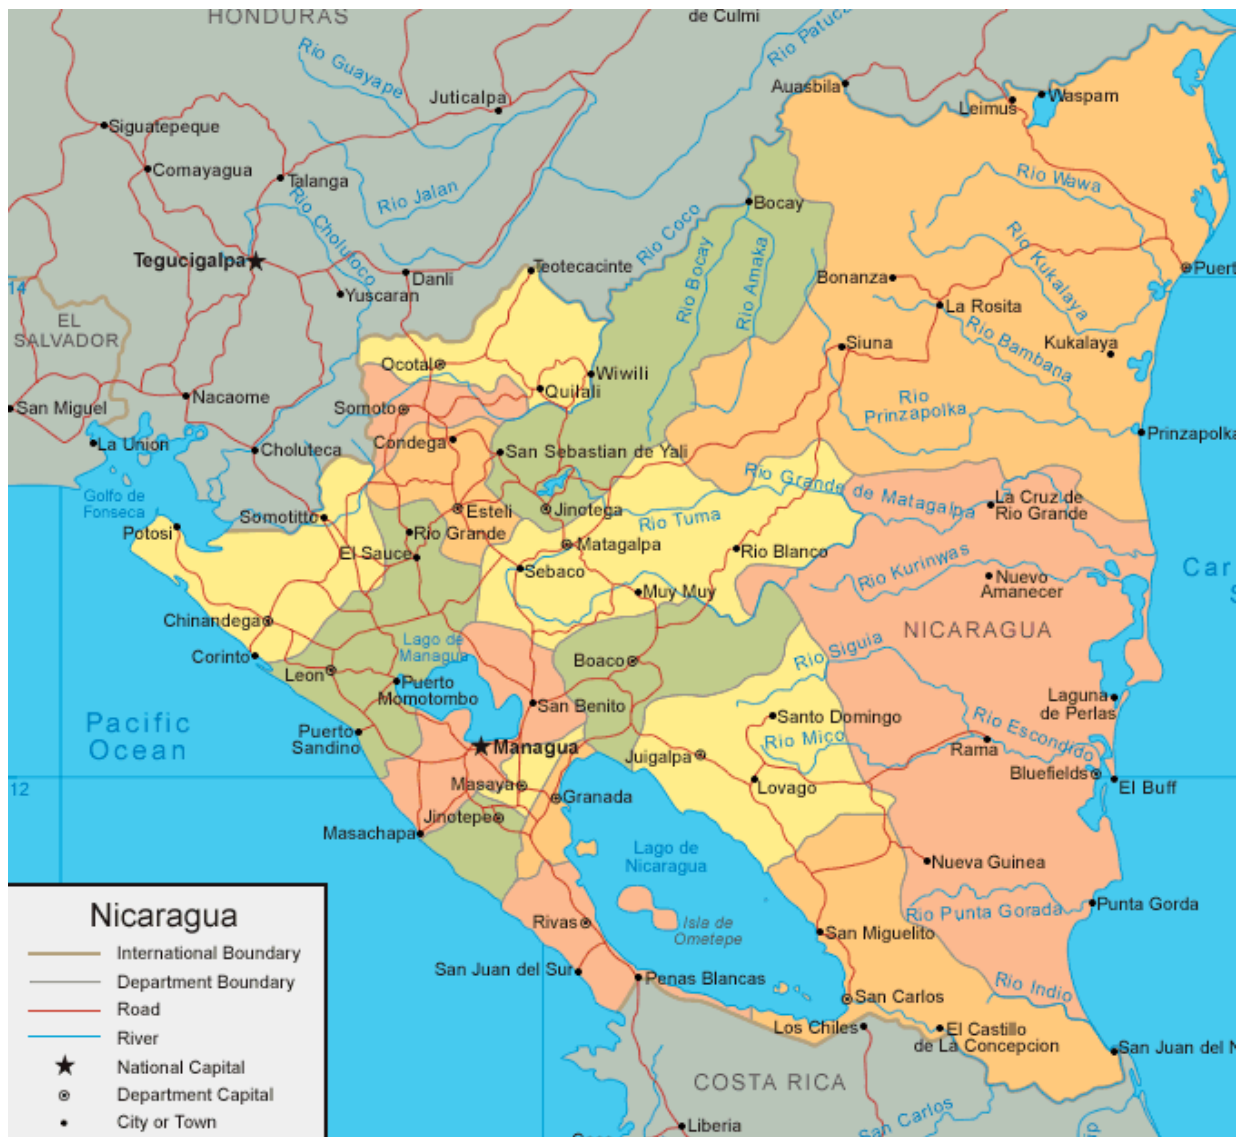 HONDURAS
de Culmi
Rio Patuca
Rio Guayape
Auasbila
Juticalpa
Leimus
Waspam
Siguatepeque
Comayagua
Talanga
Rio Jalan
Rio Wawa
Rio Choluteco
Bocay
Rio Coco
Tegucigalpa
Teotecacinte
Rio Bocay
Rio Amaka
Rio Kukalaya
Danli
Bonanza
Puert
14
Yuscaran
La Rosita
EL
SALVADOR
Rio Bambana
Siuna
Kukalaya
Ocotal
Wiwili
Quilali
Nacaome
Somoto
San Miguel
Rio
Prinzapolka
Prinzapolka
La Union
Choluteca
Condega
San Sebastian de Yali
Golfo de
Fonseca
Rio Grande de Matagalpa
La Cruz de
Rio Grande
Somotitto
Esteli
Jinotega
Rio Tuma
Potosi
Rio Grande
El Sauce
Matagalpa
Rio Blanco
Sebaco
Rio Kurinwas
Nuevo
Amanecer
Car
S
Muy Muy
Chinandega
NICARAGUA
Lago de
Managua
Rio Siguia
Corinto
Leon
Boaco
Puerto
Momotombo
San Benito
Laguna
de Perlas
Pacific
Ocean
Puerto
Sandino
Santo Domingo
Rio Mico
Rio Escondido
Rama
Managua
Juigalpa
Bluefields
El Buff
12
Masaya
Lovago
Granada
Jinotepe
Masachapa
Lago de
Nicaragua
Nueva Guinea
Rio Punta Gorada
Punta Gorda
Isla de
Ometepe
Rivas
San Miguelito
San Juan del Sur
Penas Blancas
Rio Indio
San Carlos
Los Chiles
El Castillo
de La Concepcion
San Juan del N
COSTA RICA
San Carlos
Liberia
Nicaragua
International Boundary
Department Boundary
Road
River
National Capital
Department Capital
City or Town